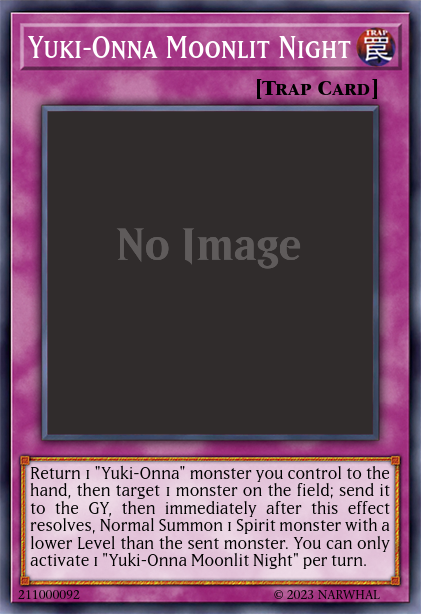 Yuki-Onna Moonlit Night
TRAP
罠
[Trap Card]
No Image
Return 1 "Yuki-Onna" monster you control to the
hand, then target 1 monster on the field; send it
to the GY, then immediately after this effect
resolves, Normal Summon 1 Spirit monster with a
lower Level than the sent monster. You can only
activate 1 "Yuki-Onna Moonlit Night" per turn.
211000092
© 2023 NARWHAL